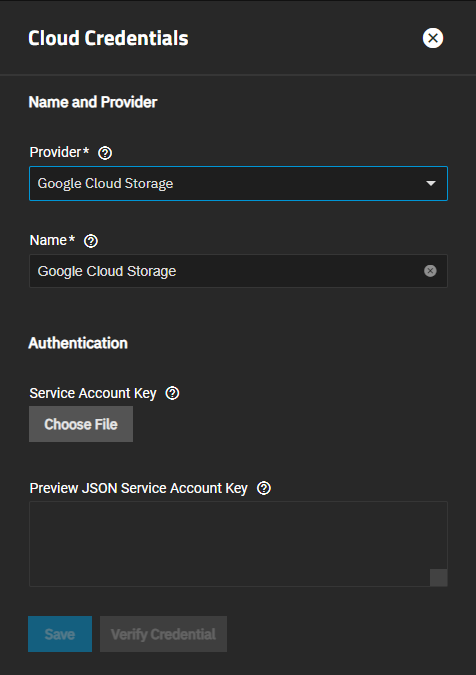 Cloud Credentials
Name and Provider
Provider*
Google Cloud Storage
Name*
Google Cloud Storage
Authentication
Service Account Key
Choose File
Preview JSON Service Account Key
Save Verify Credential